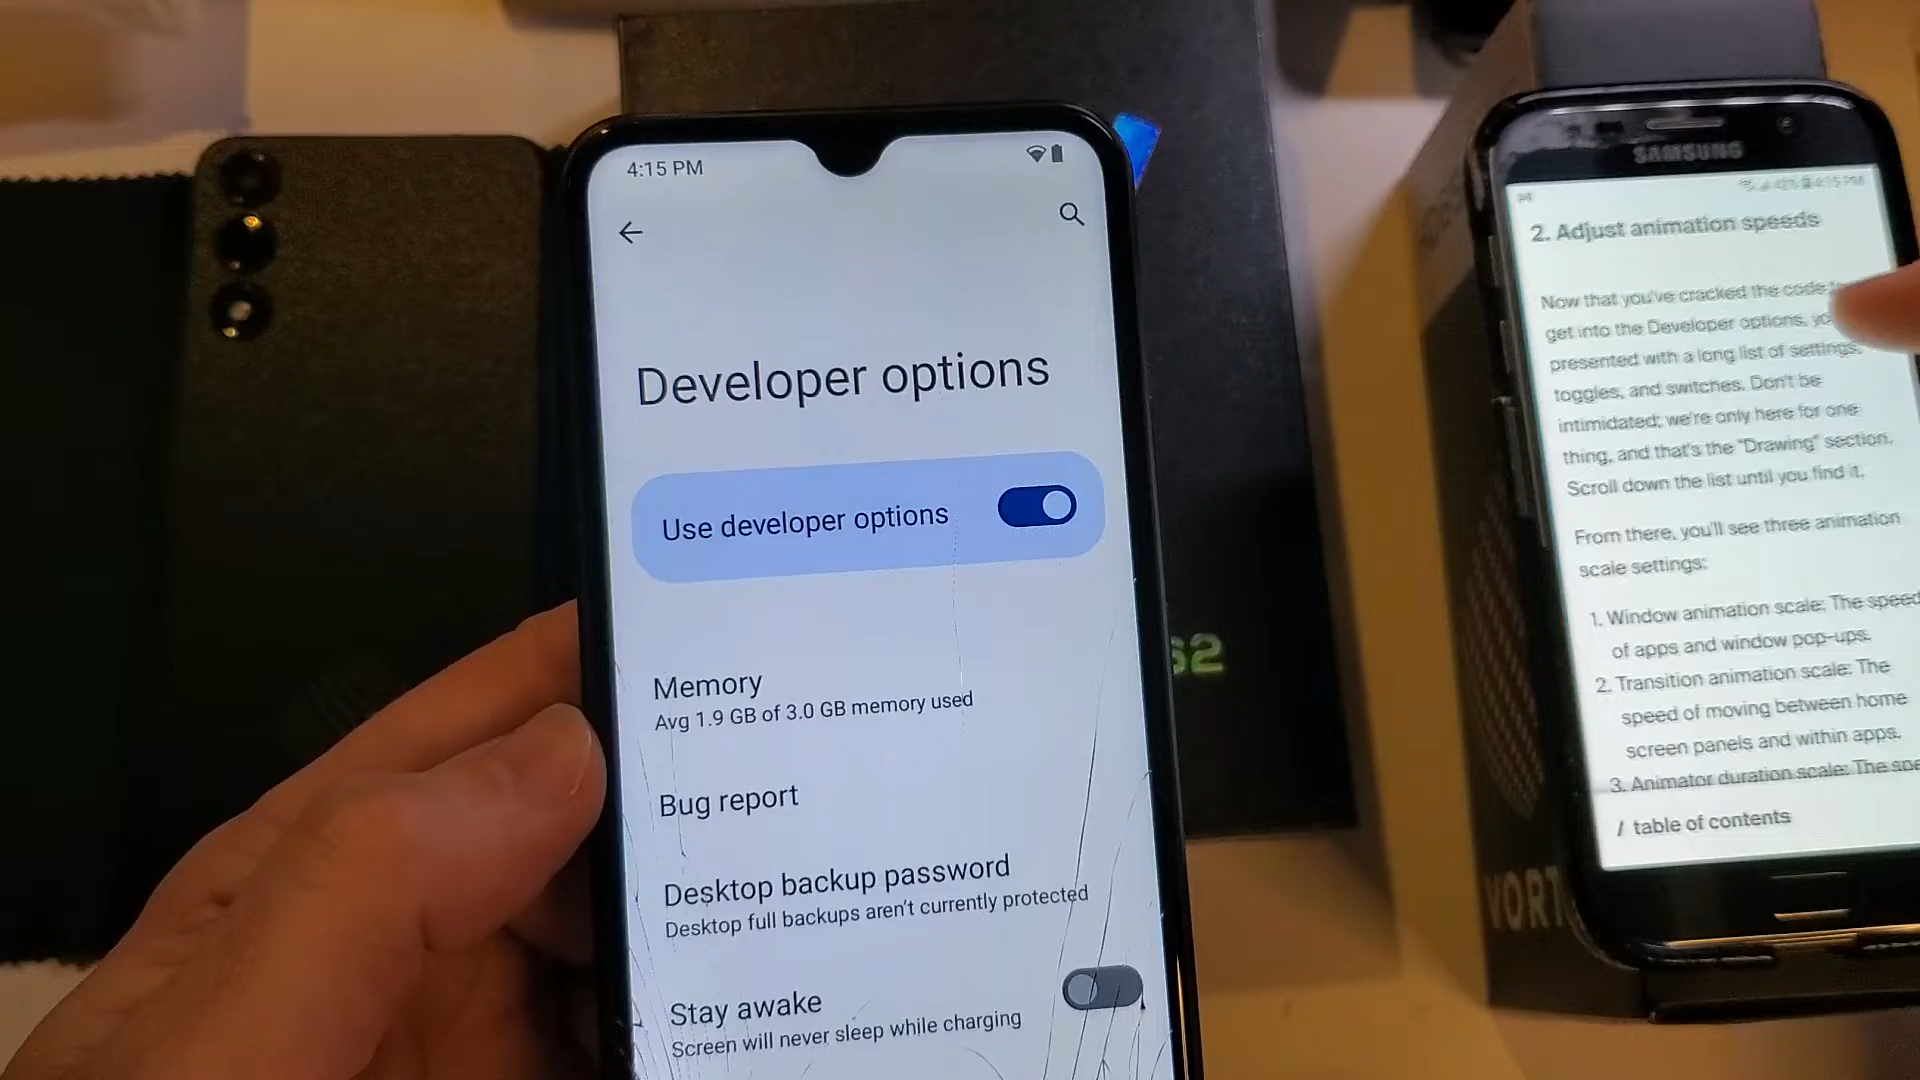 4:15 PM
Developer options
Use developer options
Memory
Avg 1.9 GB of 3.0 GB memory used
Bug report
Desktop backup password
Desktop full backups aren't currently protected
Stay awake
Screen will never sleep while charging
S2
SAMSUNG
4:15 PM
2. Adjust animation speeds
Now that you've cracked the code
get into the Developer options,
presented with a long list of settings,
toggles, and switches. Don't be
intimidated; we're only here for one
thing, and that's the "Drawing" section.
Scroll down the list until you find it.
From there, you'll see three animation
scale settings:
1. Window animation scale: The speed
of apps and window pop-ups.
2. Transition animation scale: The
speed of moving between home
screen panels and within apps.
3. Animator duration scale: The
/ table of contents
VORT